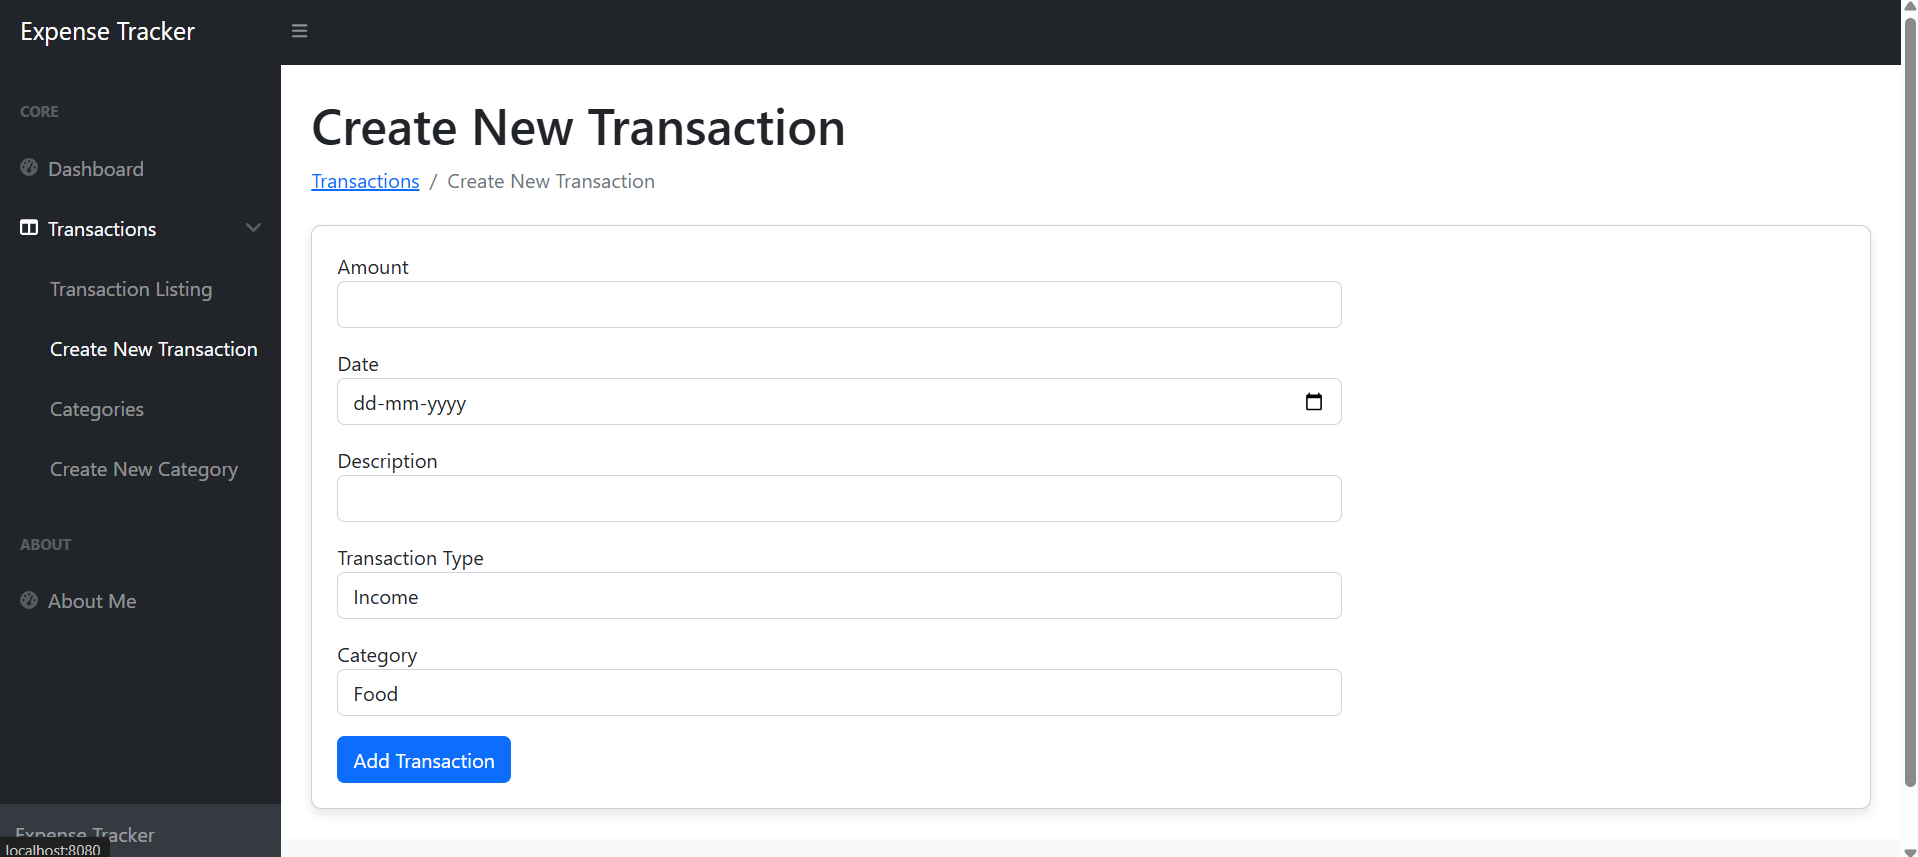 Expense Tracker
CORE
Dashboard
Transactions
Transaction Listing
Create New Transaction
Categories
Create New Category
ABOUT
About Me
Expense Tracker
localhost:8080
Create New Transaction
Transactions / Create New Transaction
Amount
Date
dd-mm-yyyy
Description
Transaction Type
Income
Category
Food
Add Transaction